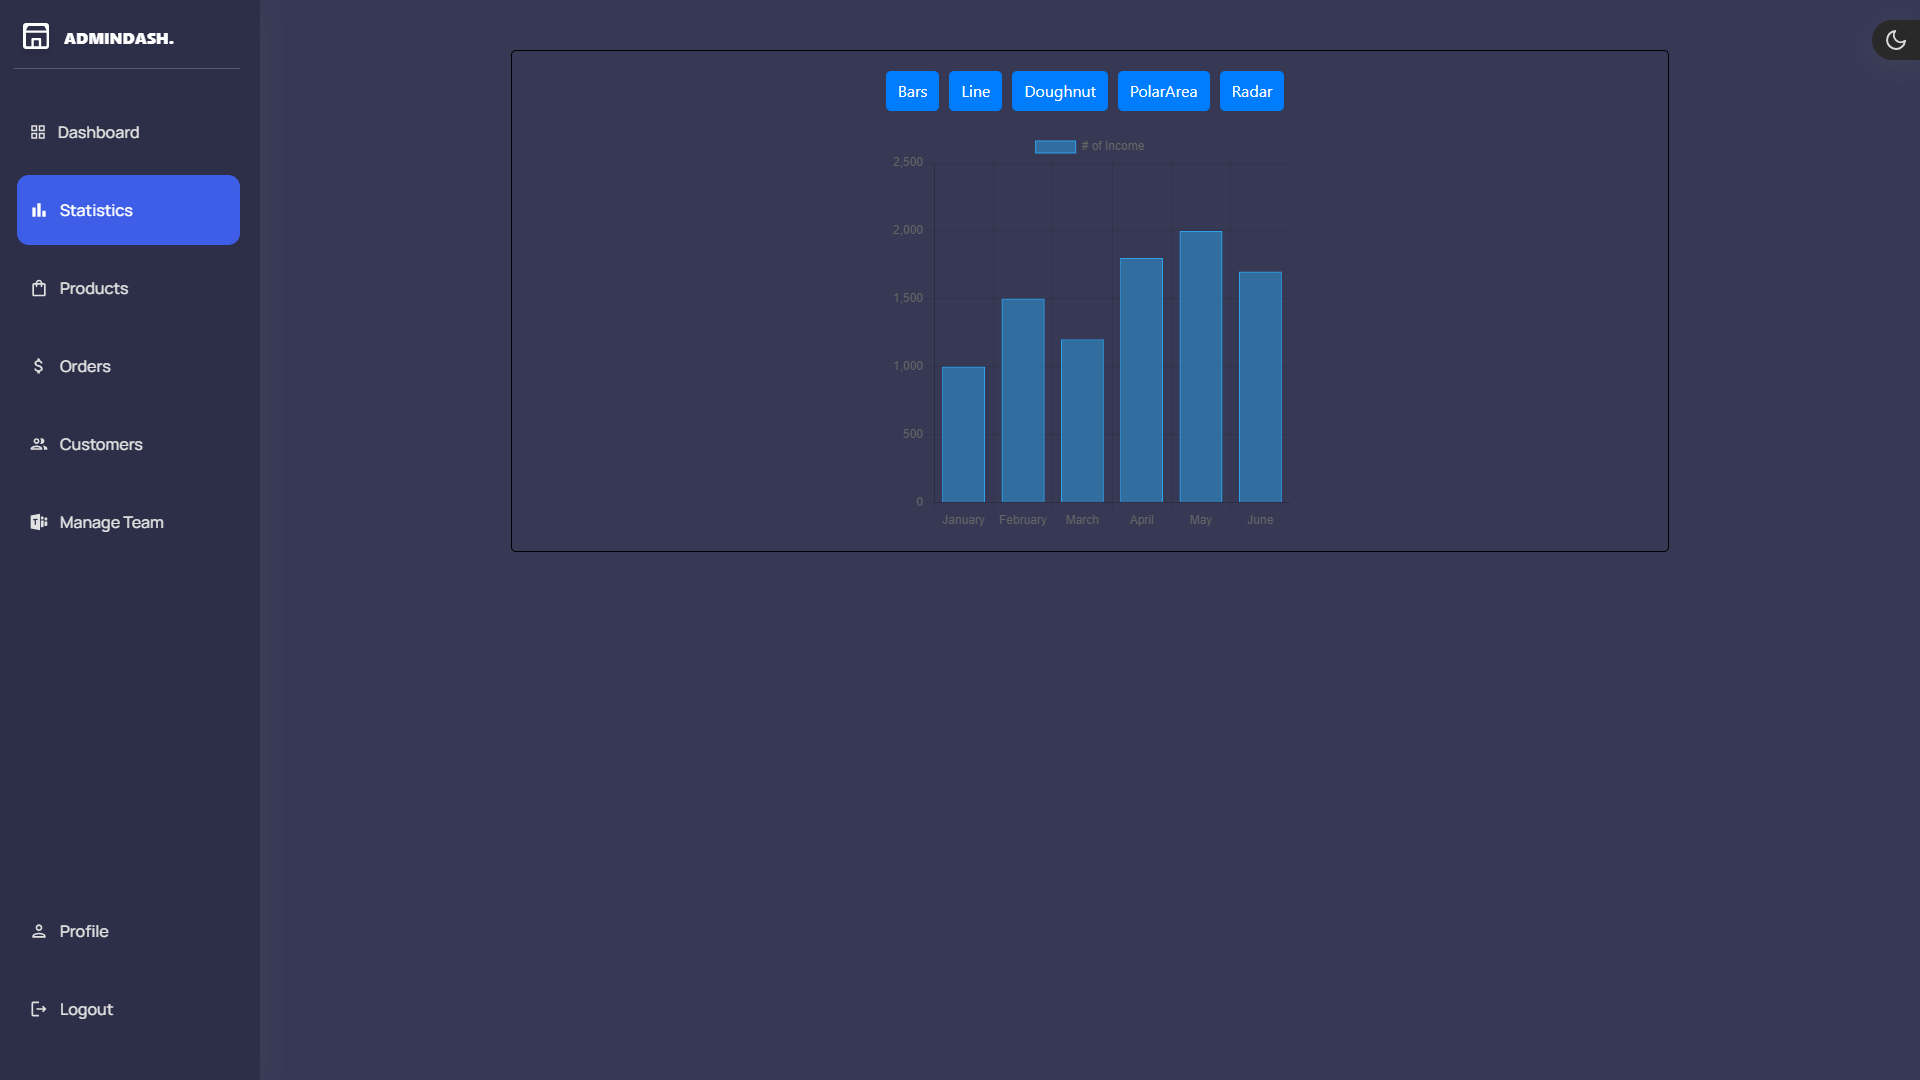 ADMINDASH.
Dashboard
Statistics
Products
Orders
Customers
Manage Team
Profile
Logout
Bars Line Doughnut PolarArea Radar
# of Income
2,500
2,000
1,500
1,000
500
0
January February March April May June